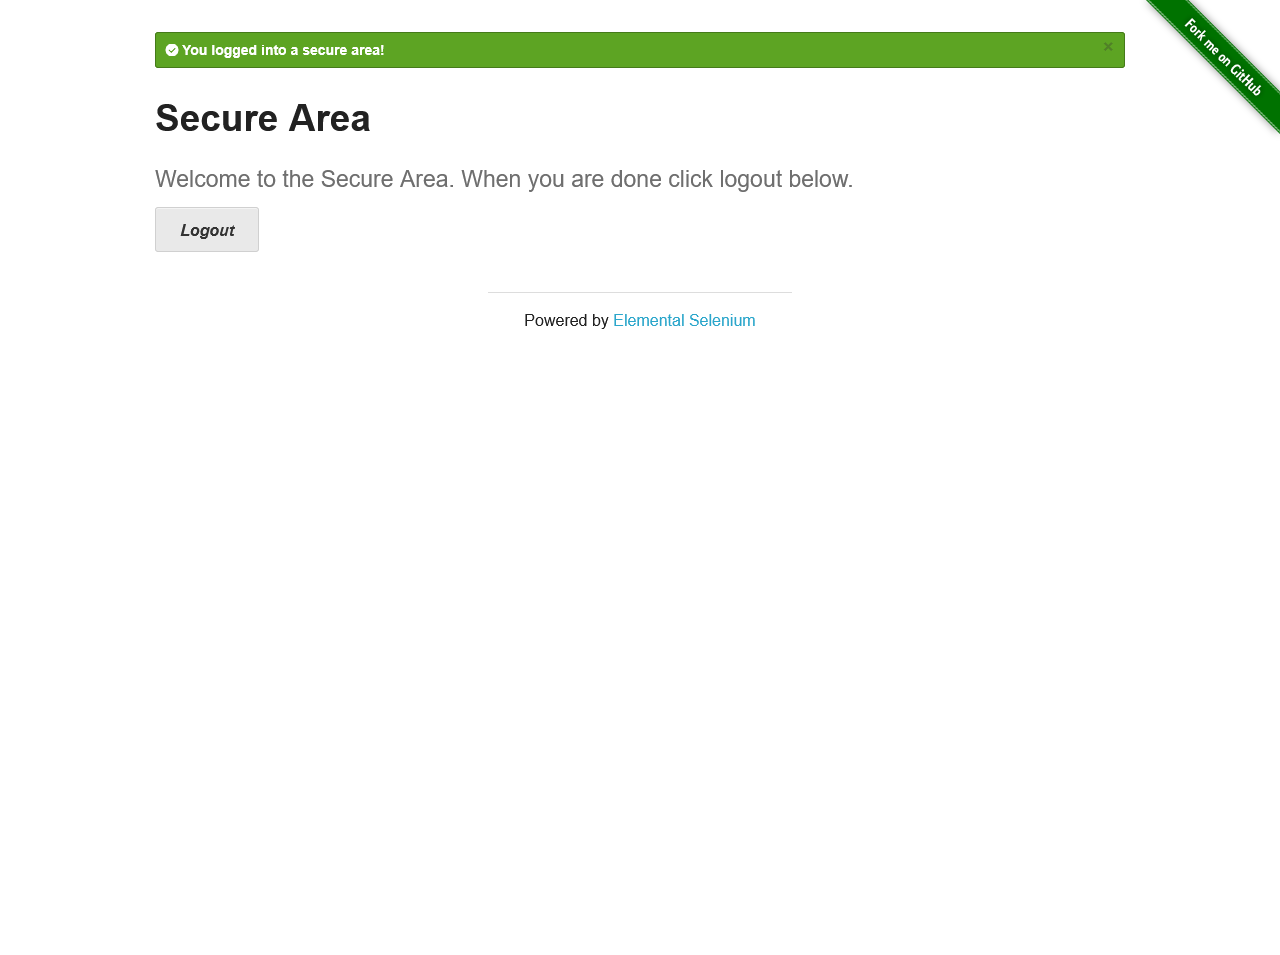 You logged into a secure area!
×
Fork me on GitHub
Secure Area
Welcome to the Secure Area. When you are done click logout below.
Logout
Powered by Elemental Selenium